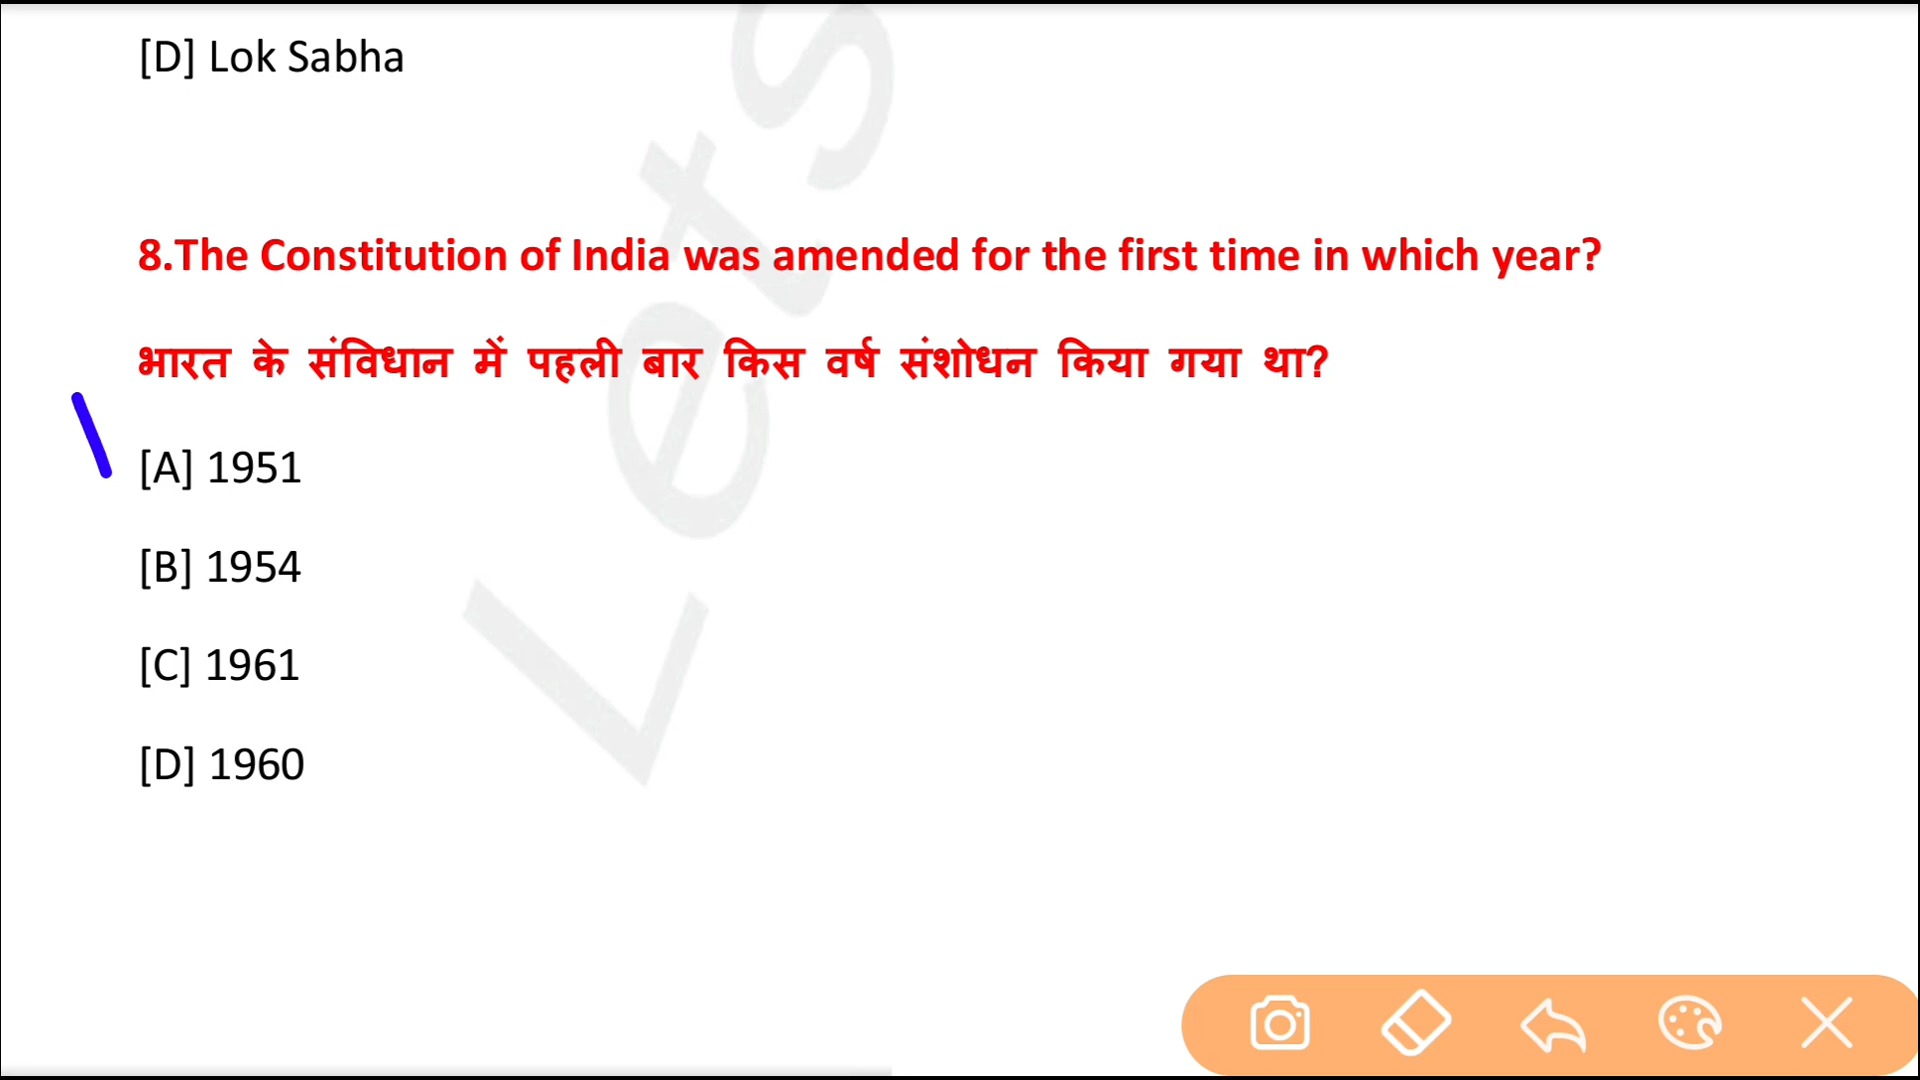 [D] Lok Sabha
8.The Constitution of India was amended for the first time in which year?
भारत के संविधान में पहली बार किस वर्ष संशोधन किया गया था?
[A] 1951
[B] 1954
[C] 1961
[D] 1960
Lets